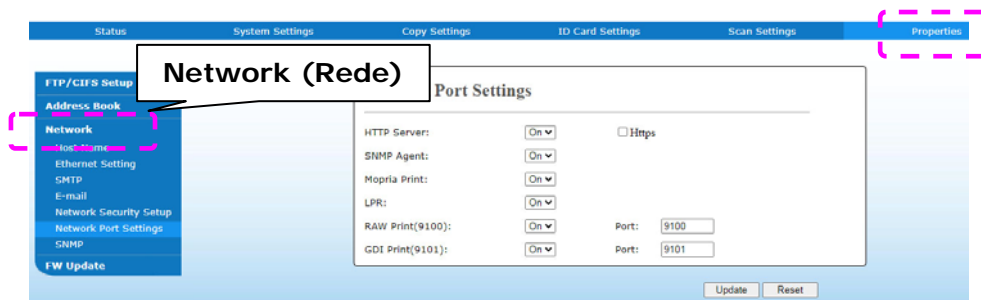 Status System Settings Copy Settings ID Card Settings Scan Settings Properties
Network (Rede)
FTP/CIFS Setup
Address Book
Network
Host Name
Ethernet Setting
SMTP
E-mail
Network Security Setup
Network Port Settings
SNMP
FW Update
Port Settings
HTTP Server: On Https
SNMP Agent: On
Mopria Print: On
LPR: On
RAW Print(9100): On Port: 9100
GDI Print(9101): On Port: 9101
Update Reset